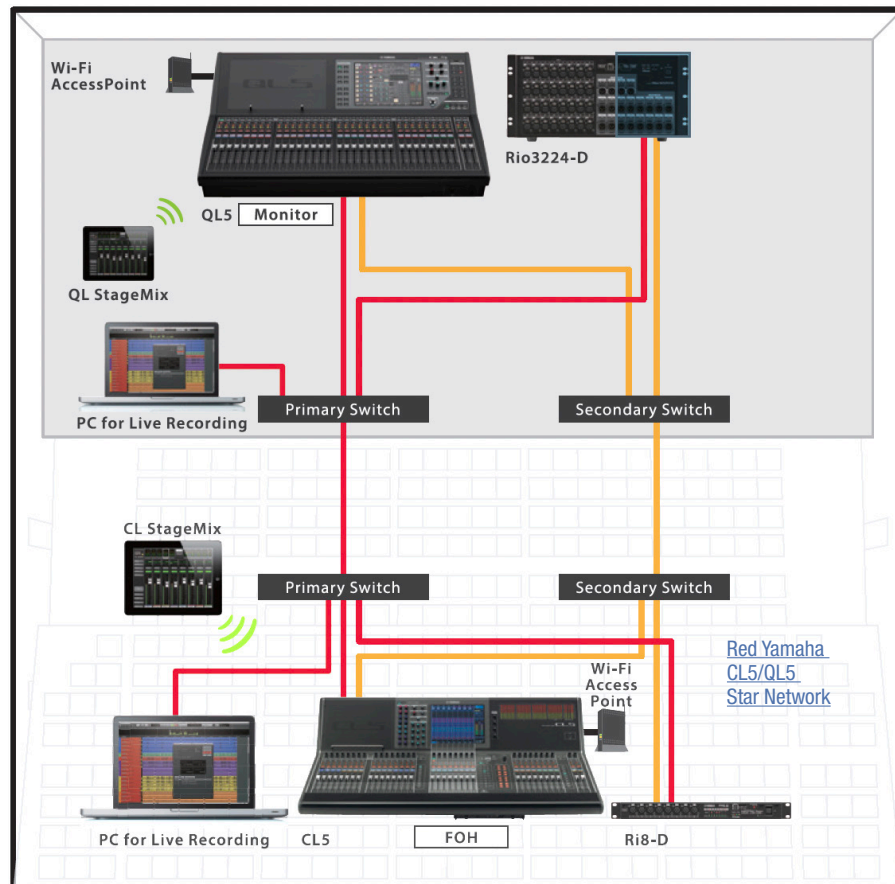 Wi-Fi
AccessPoint
Rio3224-D
QL5 Monitor
QL StageMix
PC for Live Recording
Primary Switch
Secondary Switch
CL StageMix
Primary Switch
Secondary Switch
Red Yamaha
CL5/QL5
Star Network
Wi-Fi
Access
Point
PC for Live Recording
CL5
FOH
Ri8-D